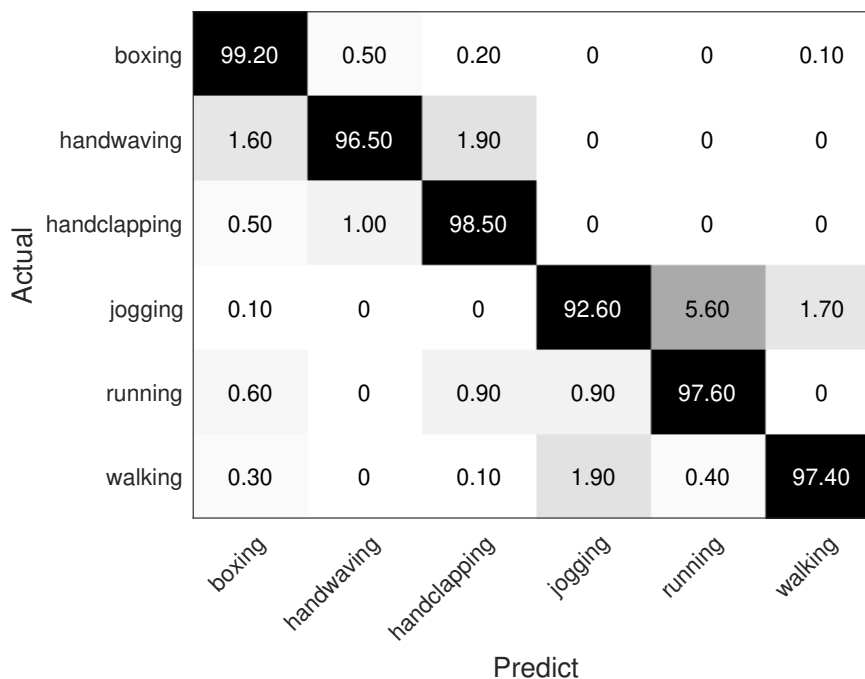 boxing 99.20 0.50 0.20 0 0 0.10
handwaving 1.60 96.50 1.90 0 0 0
handclapping 0.50 1.00 98.50 0 0 0
Actual
jogging 0.10 0 0 92.60 5.60 1.70
running 0.60 0 0.90 0.90 97.60 0
walking 0.30 0 0.10 1.90 0.40 97.40
boxing handwaving handclapping jogging running walking
Predict